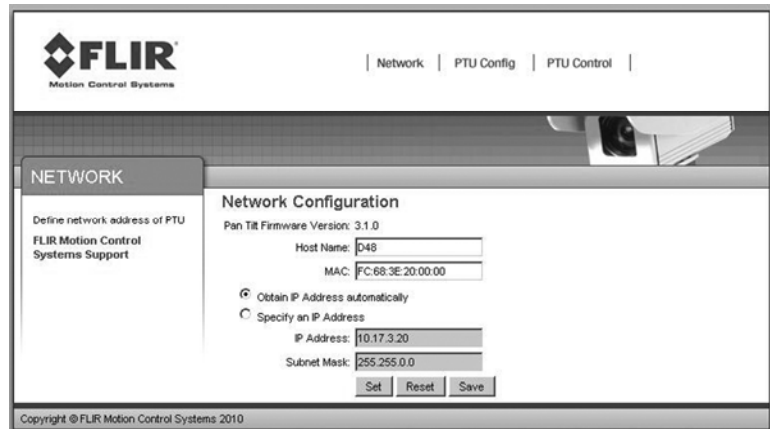 FLIR
Motion Control Systems
| Network | PTU Config | PTU Control |
NETWORK
Define network address of PTU
FLIR Motion Control
Systems Support
Network Configuration
Pan Tilt Firmware Version: 3.1.0
Host Name: D48
MAC: FC:68:3E:20:00:00
Obtain IP Address automatically
Specify an IP Address
IP Address: 10.17.3.20
Subnet Mask: 255.255.0.0
Set Reset Save
Copyright © FLIR Motion Control Systems 2010